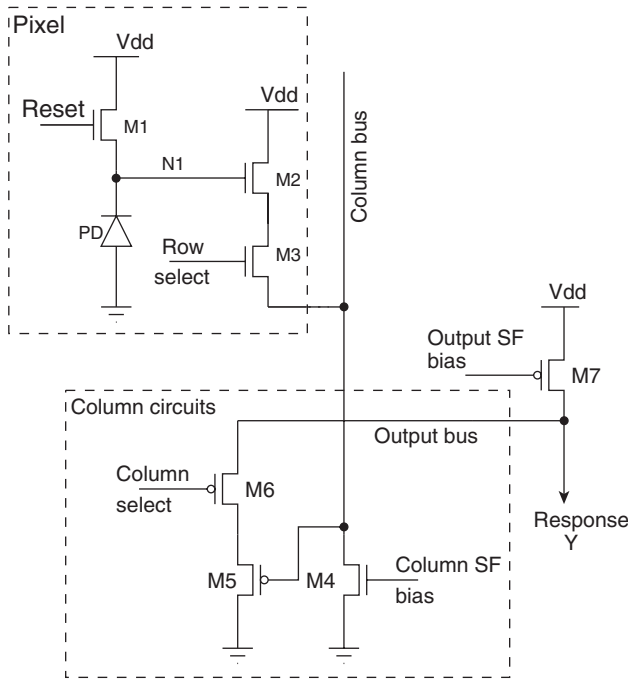 Pixel
Vdd
Reset
M1
Vdd
N1
M2
PD
Row
select
M3
Column bus
Vdd
Output SF
bias
M7
Column circuits
Output bus
Column
select
M6
Response
Y
M5
M4
Column SF
bias